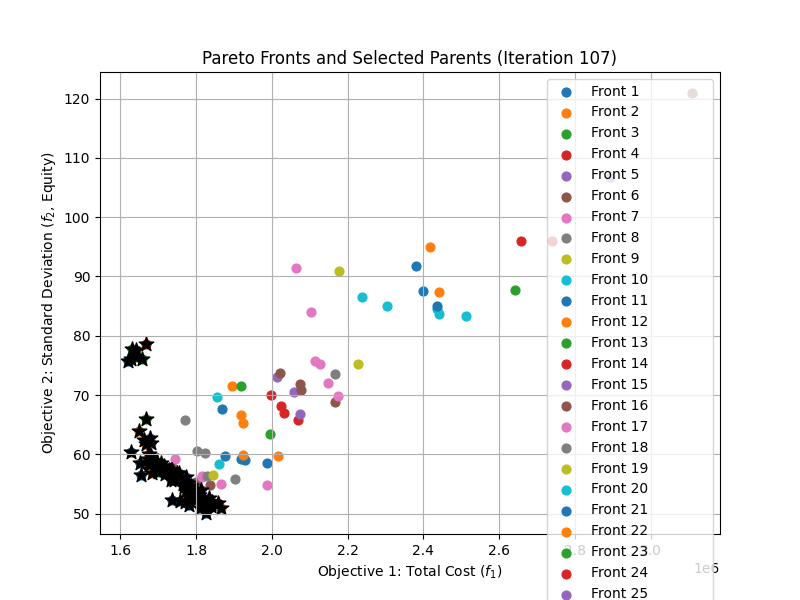 Pareto Fronts and Selected Parents (Iteration 107)
Objective 2: Standard Deviation (f2, Equity)
120
110
100
90
80
70
60
50
1.6
1.8
2.0
2.2
2.4
2.6
2.8
3.0
1e6
Objective 1: Total Cost (f1)
Front 1
Front 2
Front 3
Front 4
Front 5
Front 6
Front 7
Front 8
Front 9
Front 10
Front 11
Front 12
Front 13
Front 14
Front 15
Front 16
Front 17
Front 18
Front 19
Front 20
Front 21
Front 22
Front 23
Front 24
Front 25